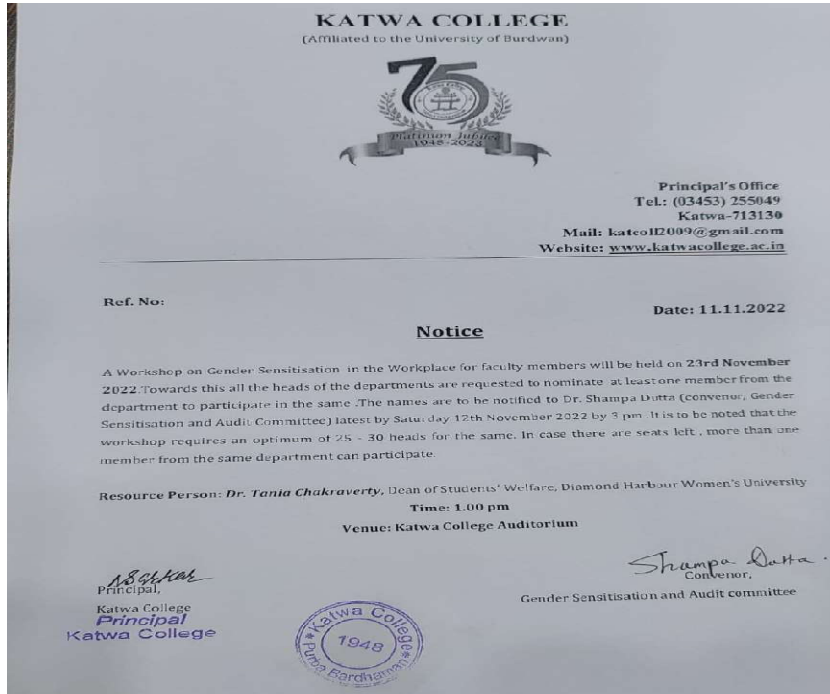 KATWA COLLEGE
(Affiliated to the University of Burdwan)
75
Platinum Jubilee
1948-2023
Principal's Office
Tel.: (03453) 255049
Katwa-713130
Mail: katcoll2009@gmail.com
Website: www.katwacollege.ac.in
Ref. No:
Date: 11.11.2022
Notice
A Workshop on Gender Sensitisation in the Workplace for faculty members will be held on 23rd November
2022.Towards this all the heads of the departments are requested to nominate at least one member from the
department to participate in the same .The names are to be notified to Dr. Shampa Dutta (convenor, Gender
Sensitisation and Audit Committee) latest by Saturday 12th November 2022 by 3 pm .It is to be noted that the
workshop requires an optimum of 25 - 30 heads for the same. In case there are seats left , more than one
member from the same department can participate.
Resource Person: Dr. Tania Chakraverty, Dean of Students' Welfare, Diamond Harbour Women's University
Time: 1.00 pm
Venue: Katwa College Auditorium
Principal,
Katwa College
Principal
Katwa College
Katwa College
1948
Purba Bardhaman
Shampa Datta
Convenor,
Gender Sensitisation and Audit committee